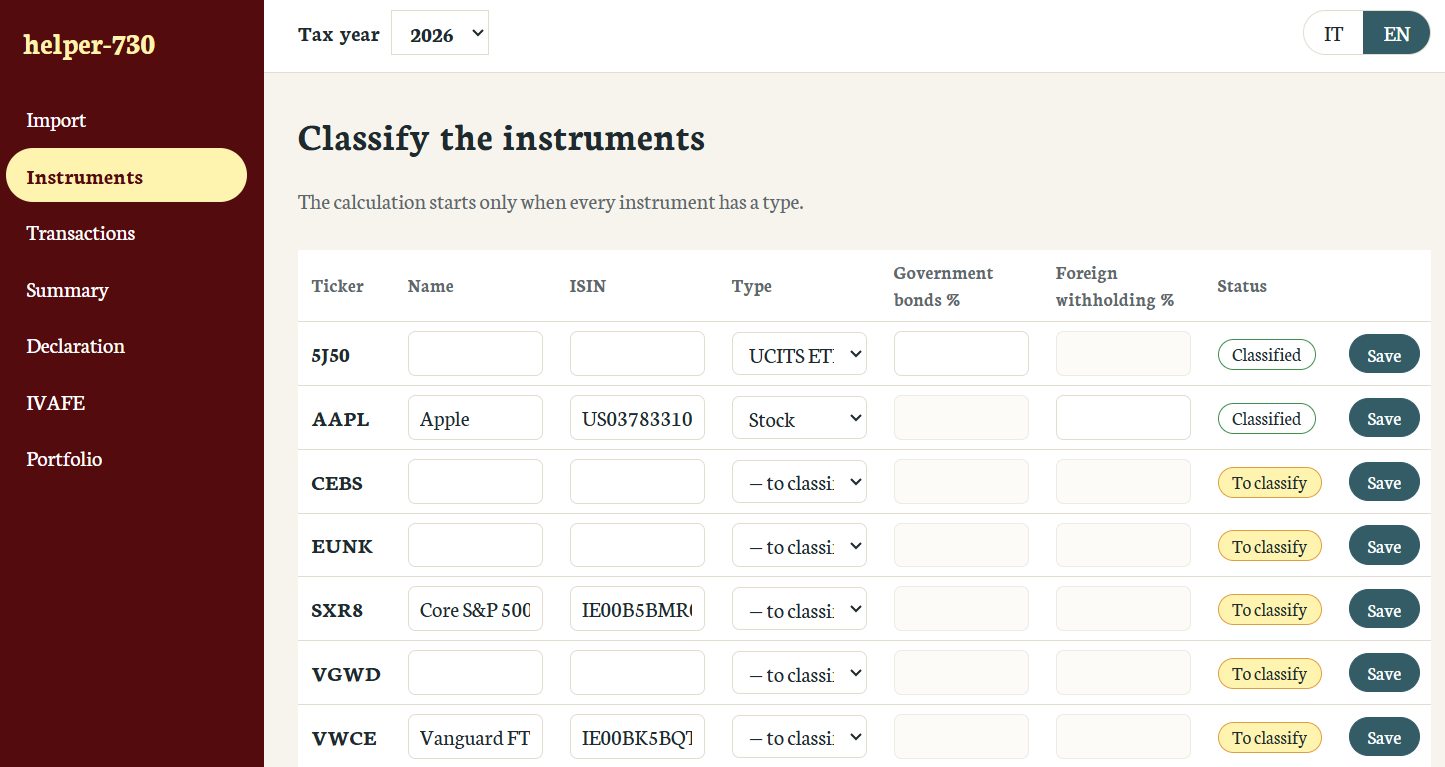 helper-730
Tax year 2026
IT EN
Import
Instruments
Transactions
Summary
Declaration
IVAFE
Portfolio
Classify the instruments
The calculation starts only when every instrument has a type.
Ticker Name ISIN Type Government bonds % Foreign withholding % Status
5J50 UCITS ET Classified Save
AAPL Apple US03783310 Stock Classified Save
CEBS – to classi To classify Save
EUNK – to classi To classify Save
SXR8 Core S&P 500 IE00B5BMR – to classi To classify Save
VGWD – to classi To classify Save
VWCE Vanguard FT IE00BK5BQ – to classi To classify Save